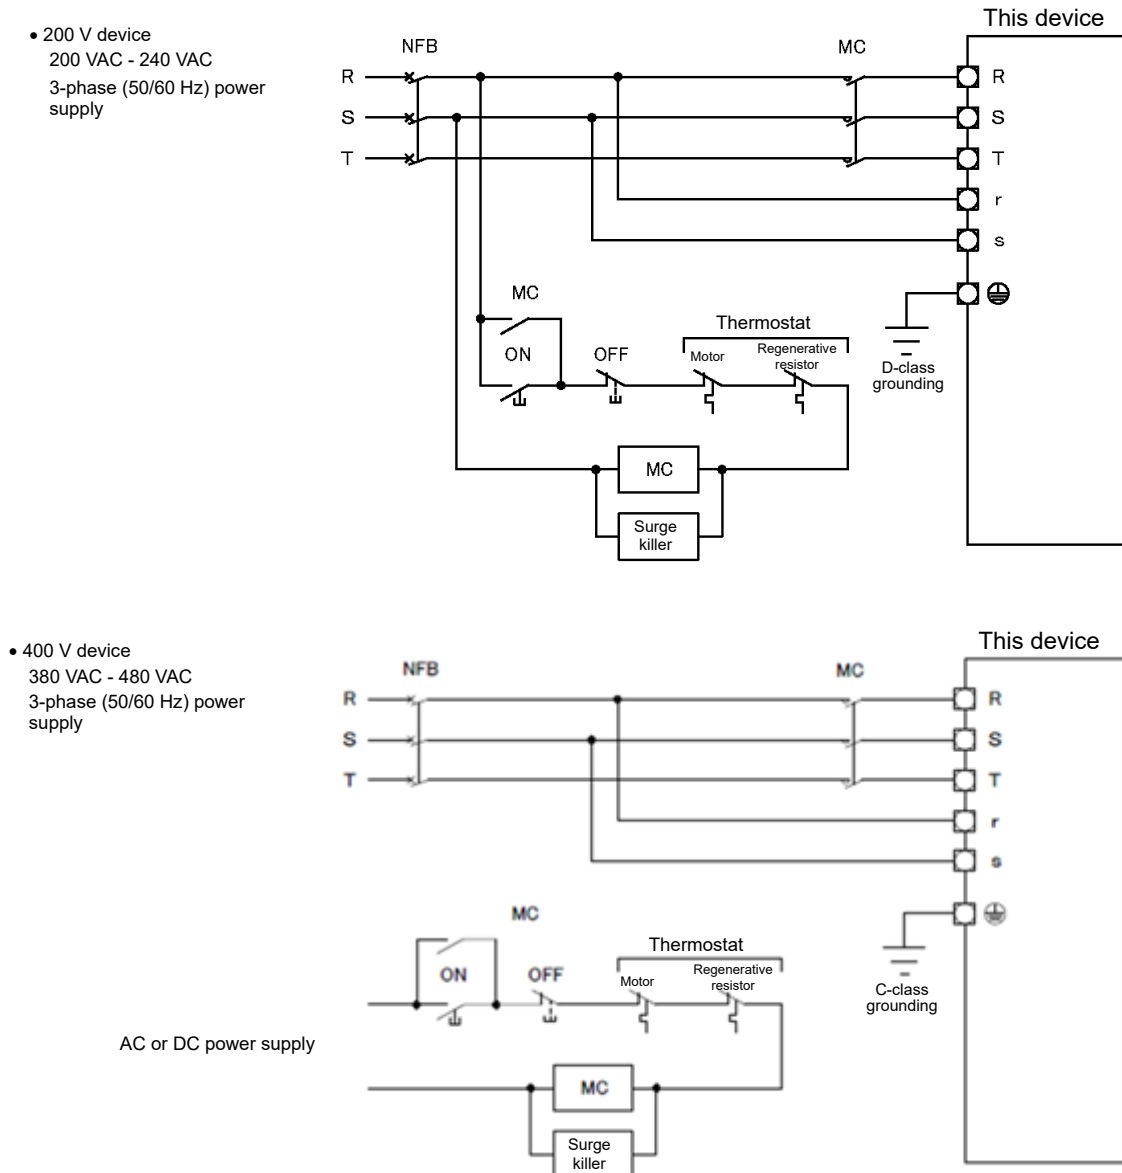 This device
• 200 V device
200 VAC - 240 VAC
3-phase (50/60 Hz) power
supply
NFB
MC
R
R
S
S
T
T
r
s
MC
ON
OFF
Thermostat
Motor
Regenerative
resistor
D-class
grounding
MC
Surge
killer
This device
• 400 V device
380 VAC - 480 VAC
3-phase (50/60 Hz) power
supply
NFB
MC
R
R
S
S
T
T
r
s
MC
ON
OFF
Thermostat
Motor
Regenerative
resistor
C-class
grounding
AC or DC power supply
MC
Surge
killer